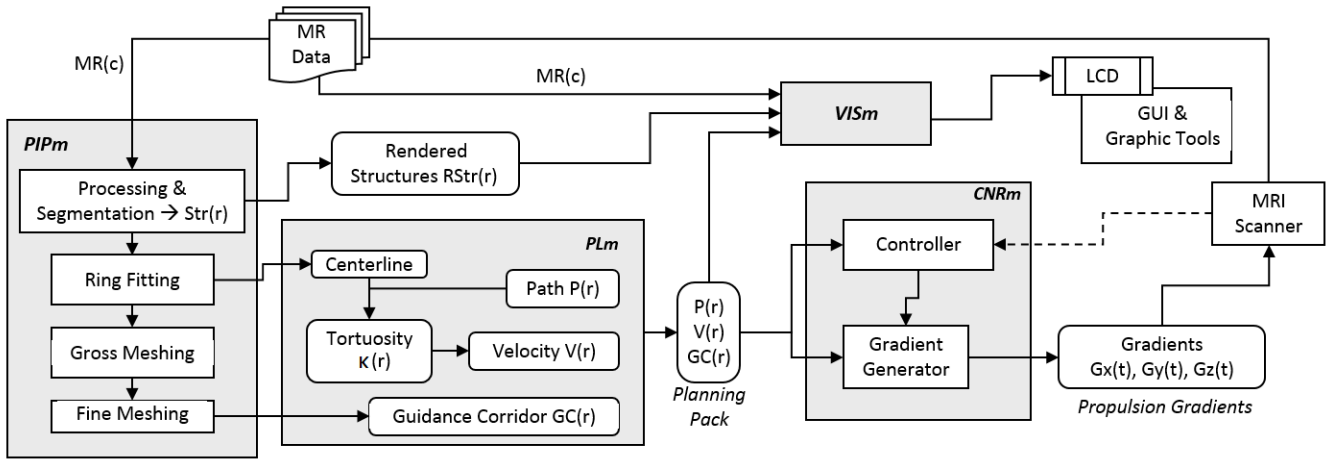 MR
Data
MR(c)
MR(c)
PIPm
Processing &
Segmentation → Str(r)
Ring Fitting
Gross Meshing
Fine Meshing
Rendered
Structures RStr(r)
PLm
Centerline
Path P(r)
Tortuosity
κ(r)
Velocity V(r)
Guidance Corridor GC(r)
VISm
LCD
GUI &
Graphic Tools
P(r)
V(r)
GC(r)
Planning
Pack
CNRm
Controller
Gradient
Generator
MRI
Scanner
Gradients
Gx(t), Gy(t), Gz(t)
Propulsion Gradients